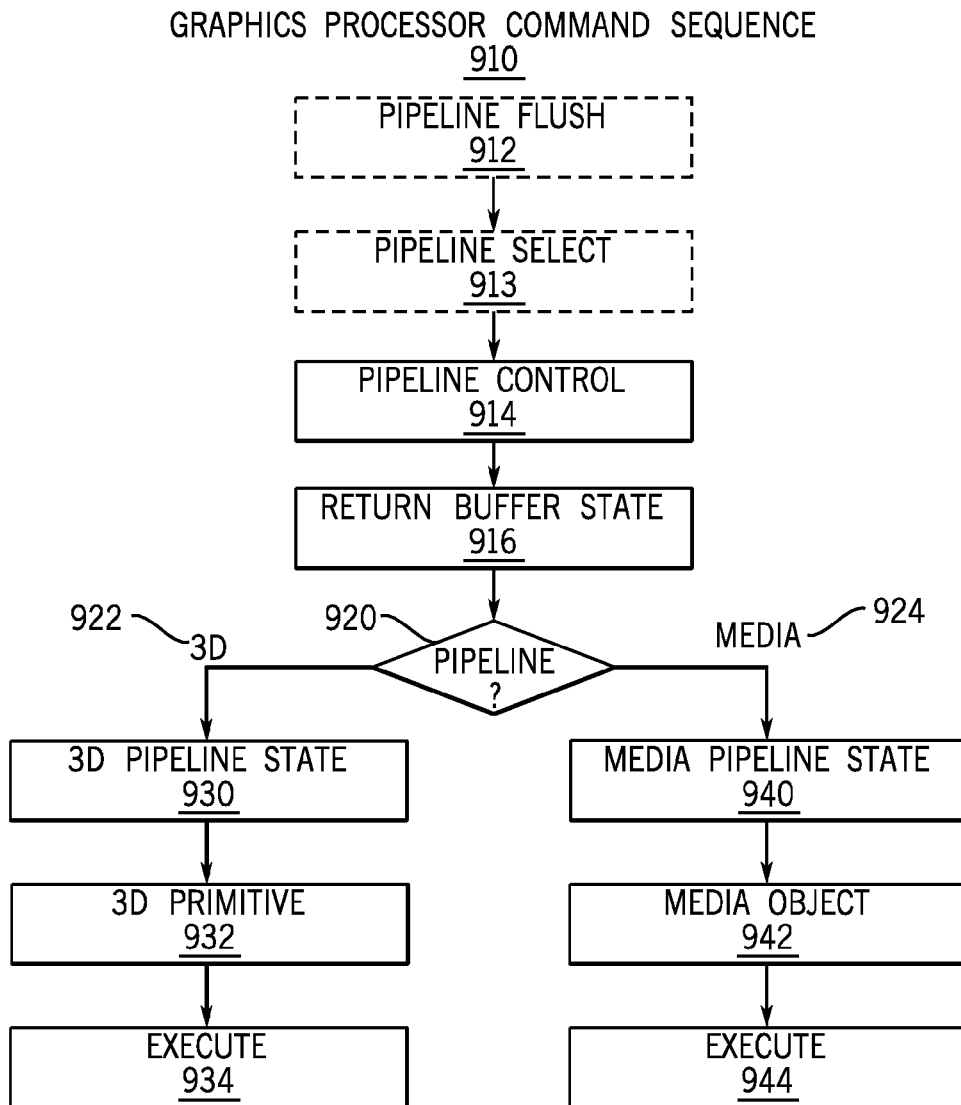 GRAPHICS PROCESSOR COMMAND SEQUENCE
910
PIPELINE FLUSH
912
PIPELINE SELECT
913
PIPELINE CONTROL
914
RETURN BUFFER STATE
916
922
3D
920
PIPELINE
?
MEDIA
924
3D PIPELINE STATE
930
3D PRIMITIVE
932
EXECUTE
934
MEDIA PIPELINE STATE
940
MEDIA OBJECT
942
EXECUTE
944